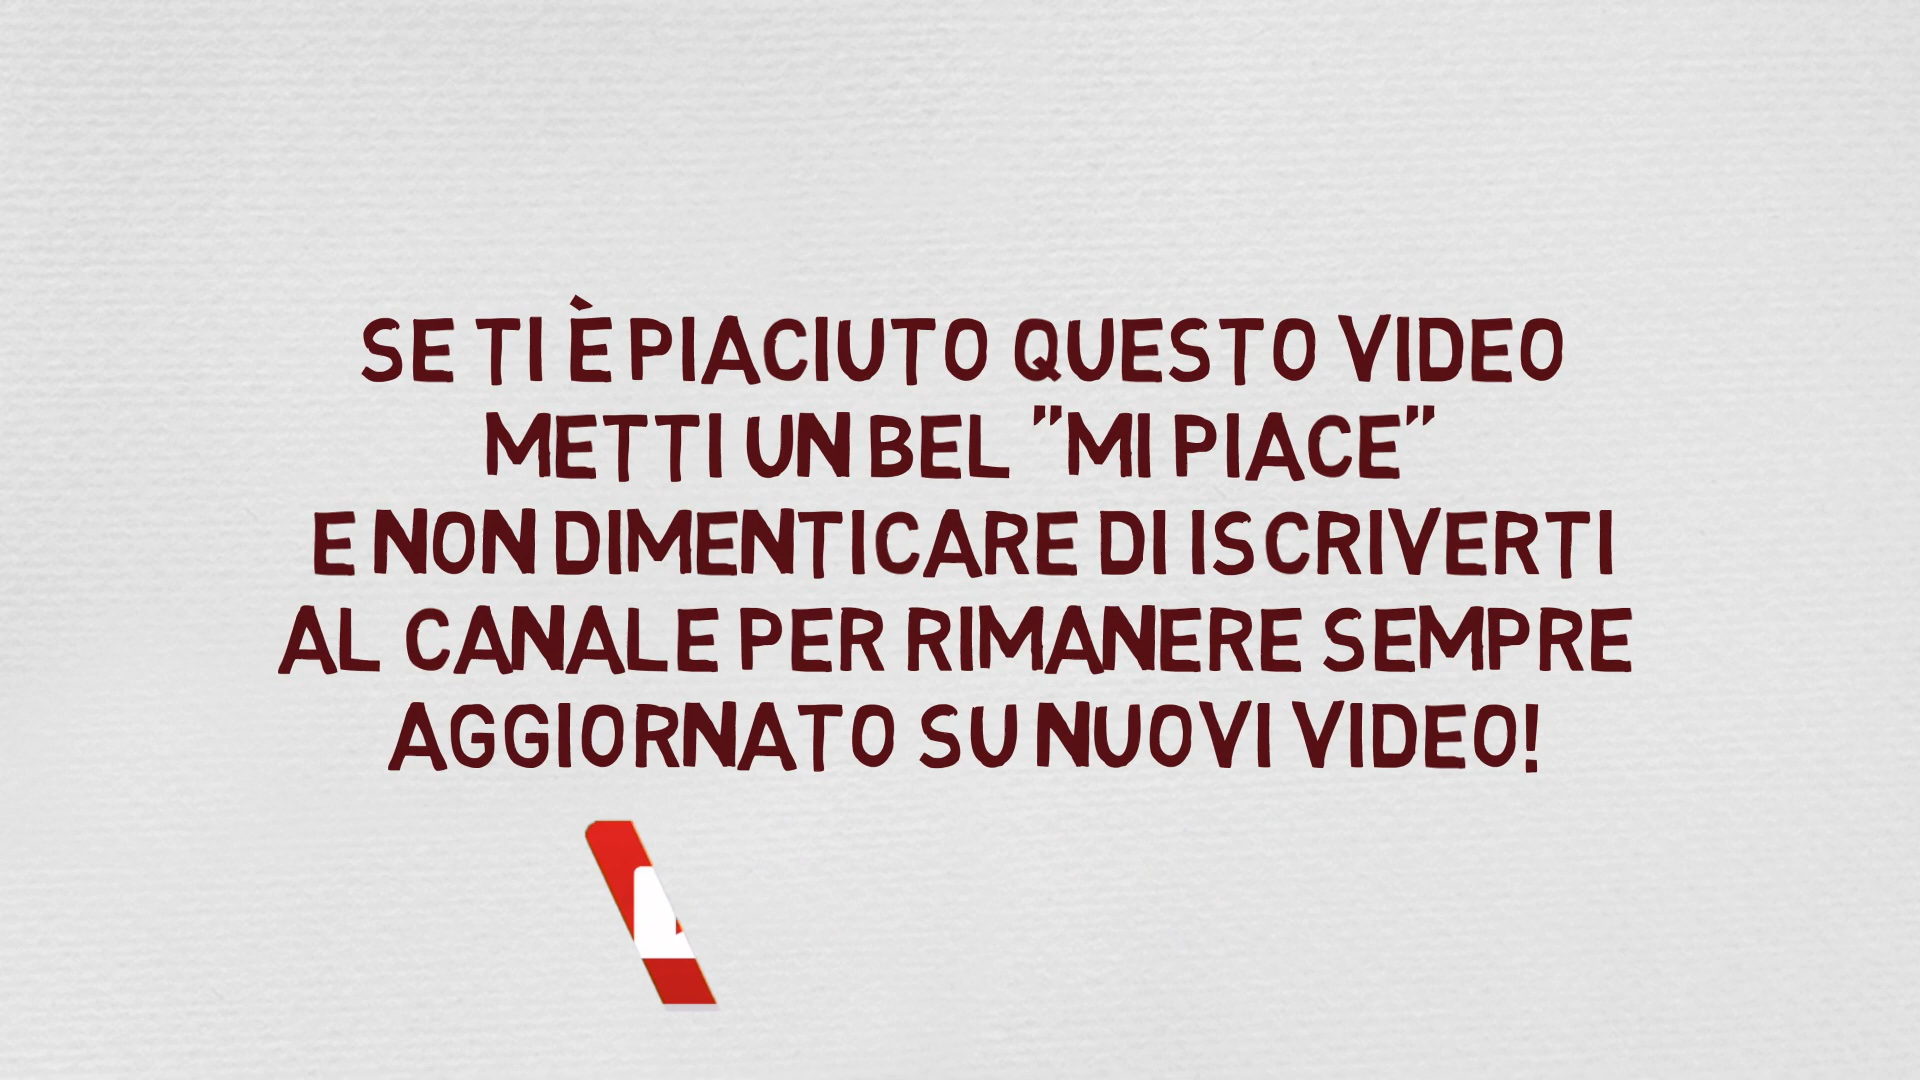 SE TI È PIACIUTO QUESTO VIDEO
METTI UN BEL "MI PIACE"
E NON DIMENTICARE DI ISCRIVERTI
AL CANALE PER RIMANERE SEMPRE
AGGIORNATO SU NUOVI VIDEO!